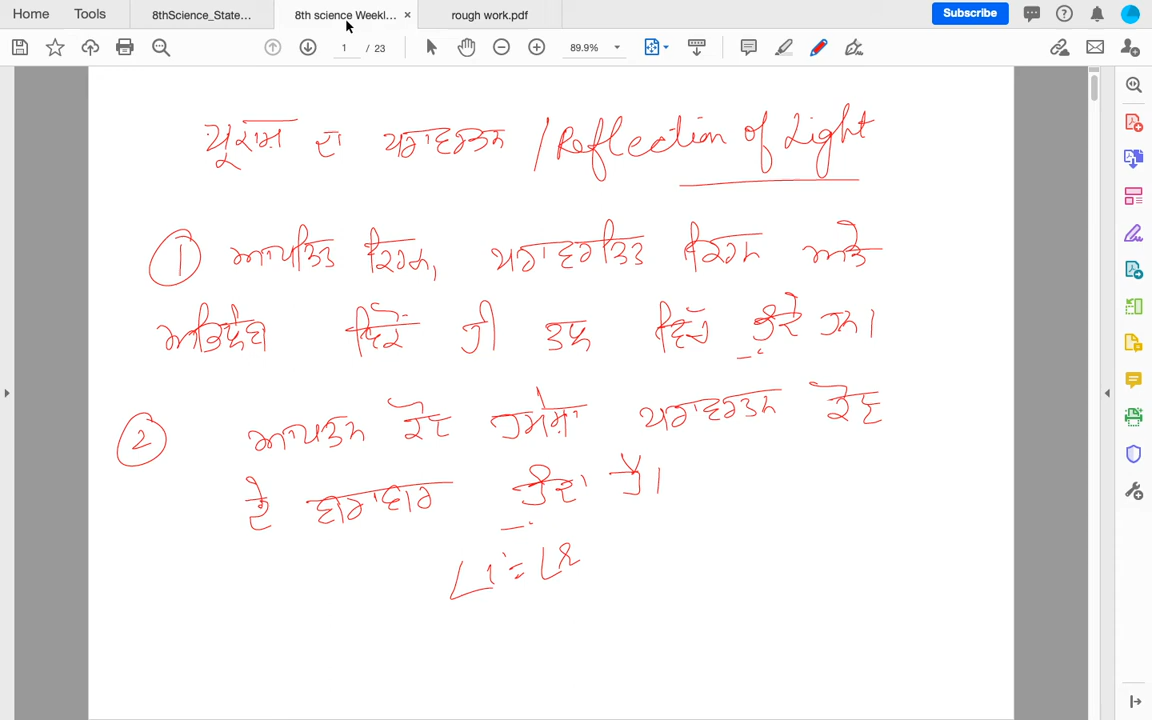 Home Tools 8thScience_State... 8th science Weekl... × rough work.pdf Subscribe
1 / 23 89.9%
ਪ੍ਰਕਾਸ਼ ਦਾ ਪਰਾਵਰਤਨ / Reflection of Light
1 ਆਪਾਤਿਤ ਕਿਰਨ, ਪਰਾਵਰਤਿਤ ਕਿਰਨ ਅਤੇ
ਅਭਿਲੰਬ ਇੱਕ ਹੀ ਤਲ ਵਿੱਚ ਹੁੰਦੇ ਹਨ।
2 ਆਪਤਨ ਕੋਣ ਹਮੇਸ਼ਾ ਪਰਾਵਰਤਨ ਕੋਣ
ਦੇ ਬਰਾਬਰ ਹੁੰਦਾ ਹੈ।
∠i = ∠r